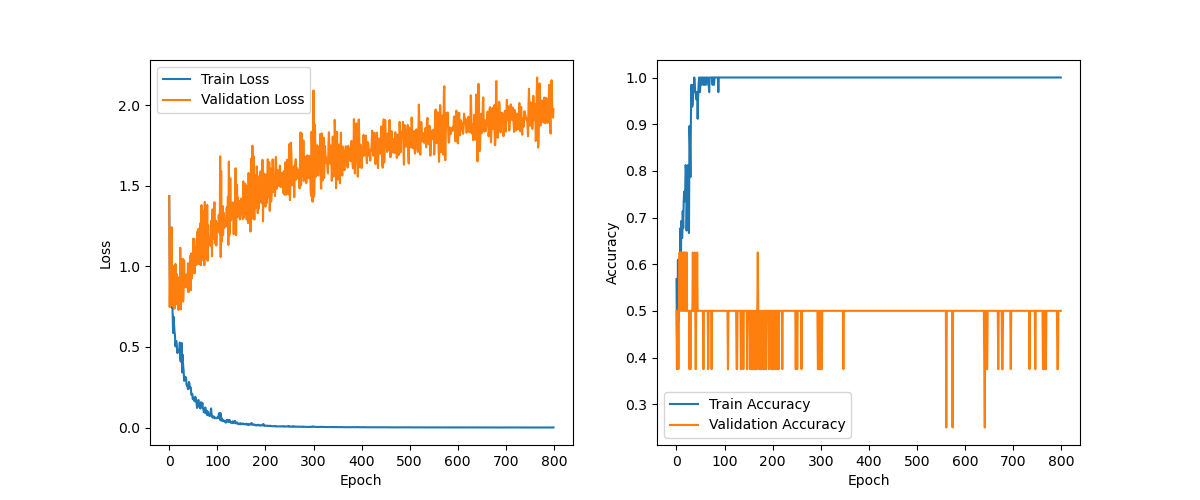 Train Loss
Validation Loss
2.0
1.5
1.0
0.5
0.0
Loss
0 100 200 300 400 500 600 700 800
Epoch
1.0
0.9
0.8
0.7
0.6
0.5
0.4
0.3
Accuracy
Train Accuracy
Validation Accuracy
0 100 200 300 400 500 600 700 800
Epoch